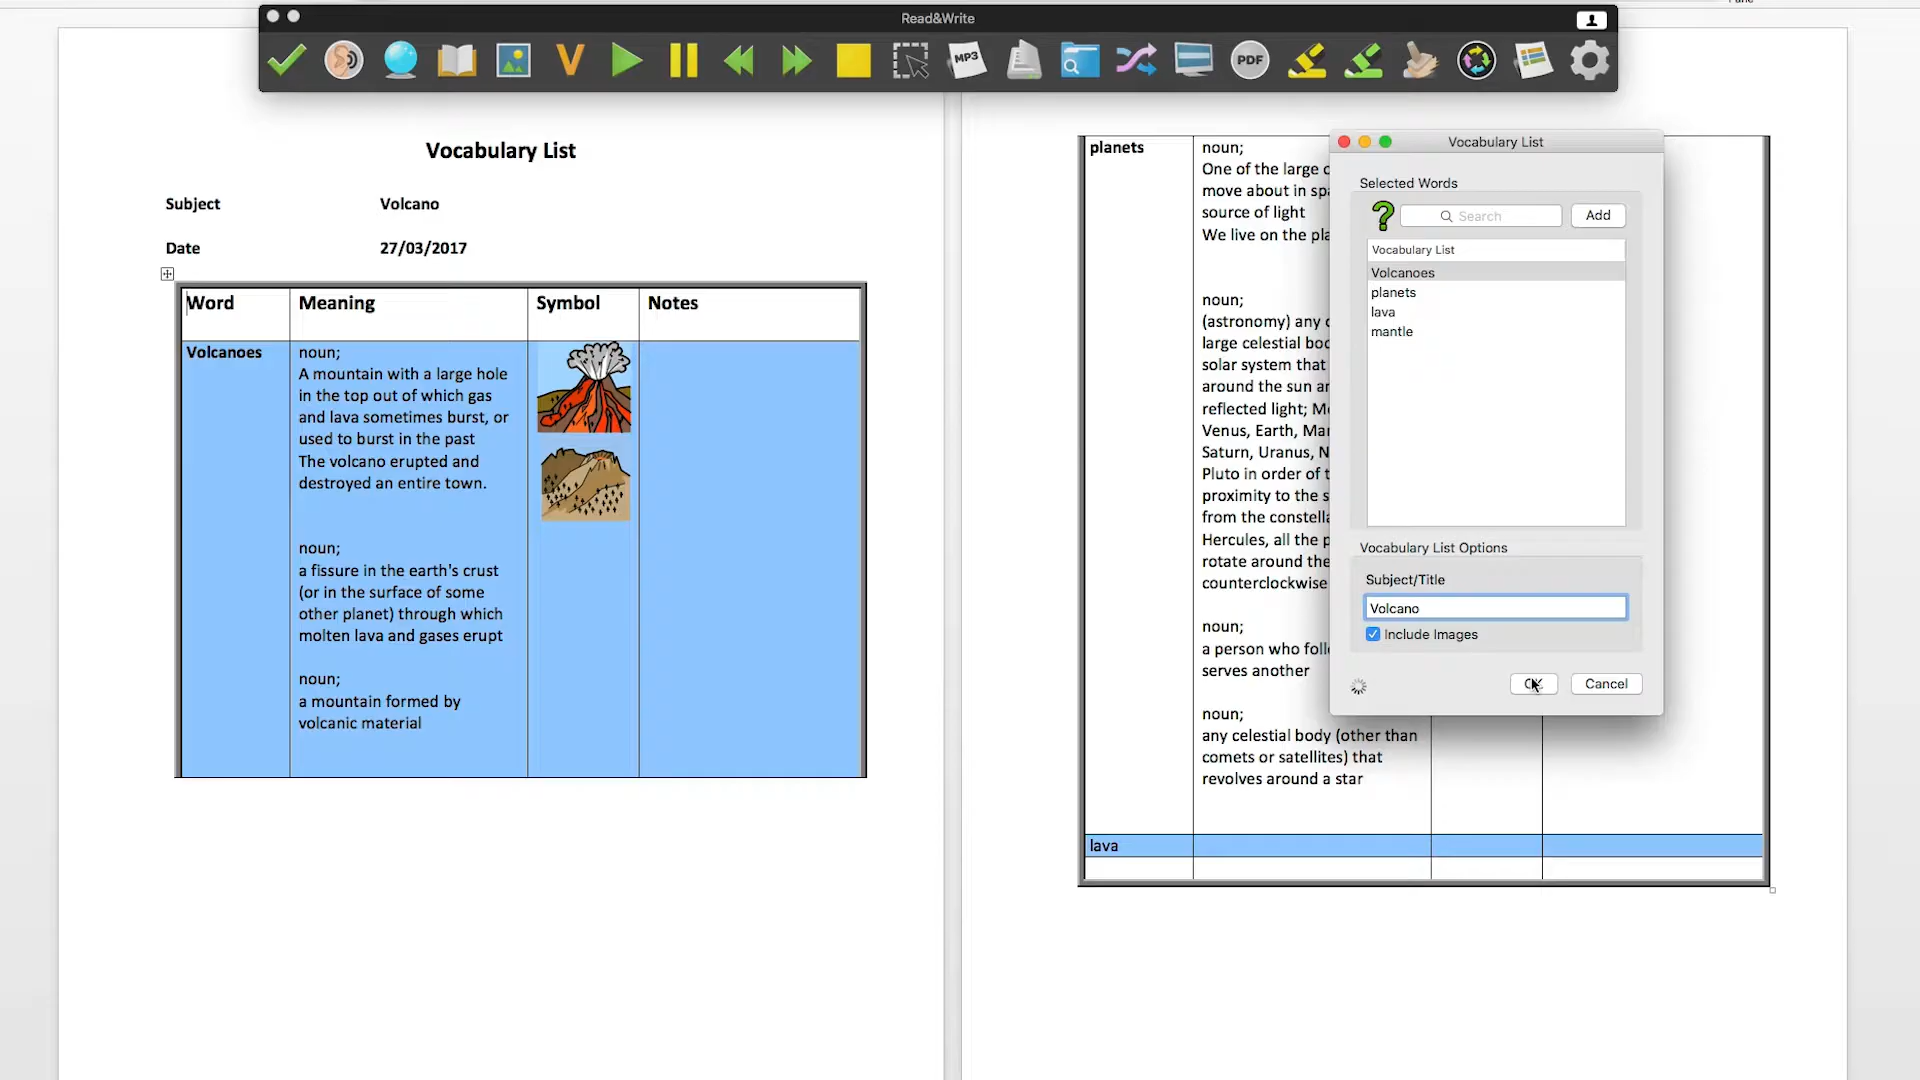 Read&Write
MP3
PDF
Vocabulary List
Subject Volcano
Date 27/03/2017
Word Meaning Symbol Notes
Volcanoes
noun;
A mountain with a large hole
in the top out of which gas
and lava sometimes burst, or
used to burst in the past
The volcano erupted and
destroyed an entire town.
noun;
a fissure in the earth's crust
(or in the surface of some
other planet) through which
molten lava and gases erupt
noun;
a mountain formed by
volcanic material
planets
noun;
One of the large
move about in
source of light
We live on the
noun;
(astronomy) any
large celestial
solar system that
around the sun
reflected light;
Venus, Earth,
Saturn, Uranus,
Pluto in order of
proximity to the
from the
Hercules, all the
rotate around the
counterclockwise
noun;
a person who
serves another
noun;
any celestial body (other than
comets or satellites) that
revolves around a star
lava
Vocabulary List
Selected Words
Search
Add
Vocabulary List
Volcanoes
planets
lava
mantle
Vocabulary List Options
Subject/Title
Volcano
Include Images
Cancel